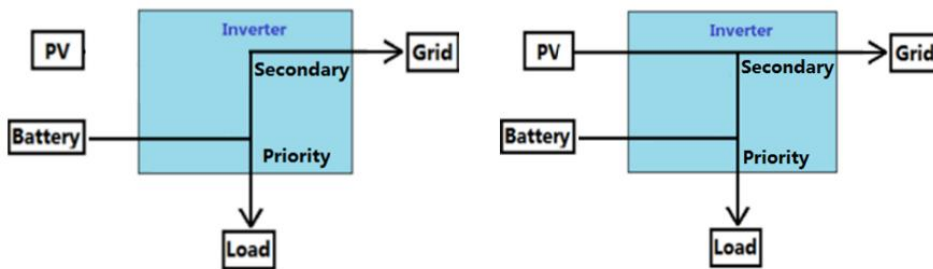 Inverter
PV
Grid
Secondary
Battery
Priority
Load
Inverter
PV
Grid
Secondary
Battery
Priority
Load